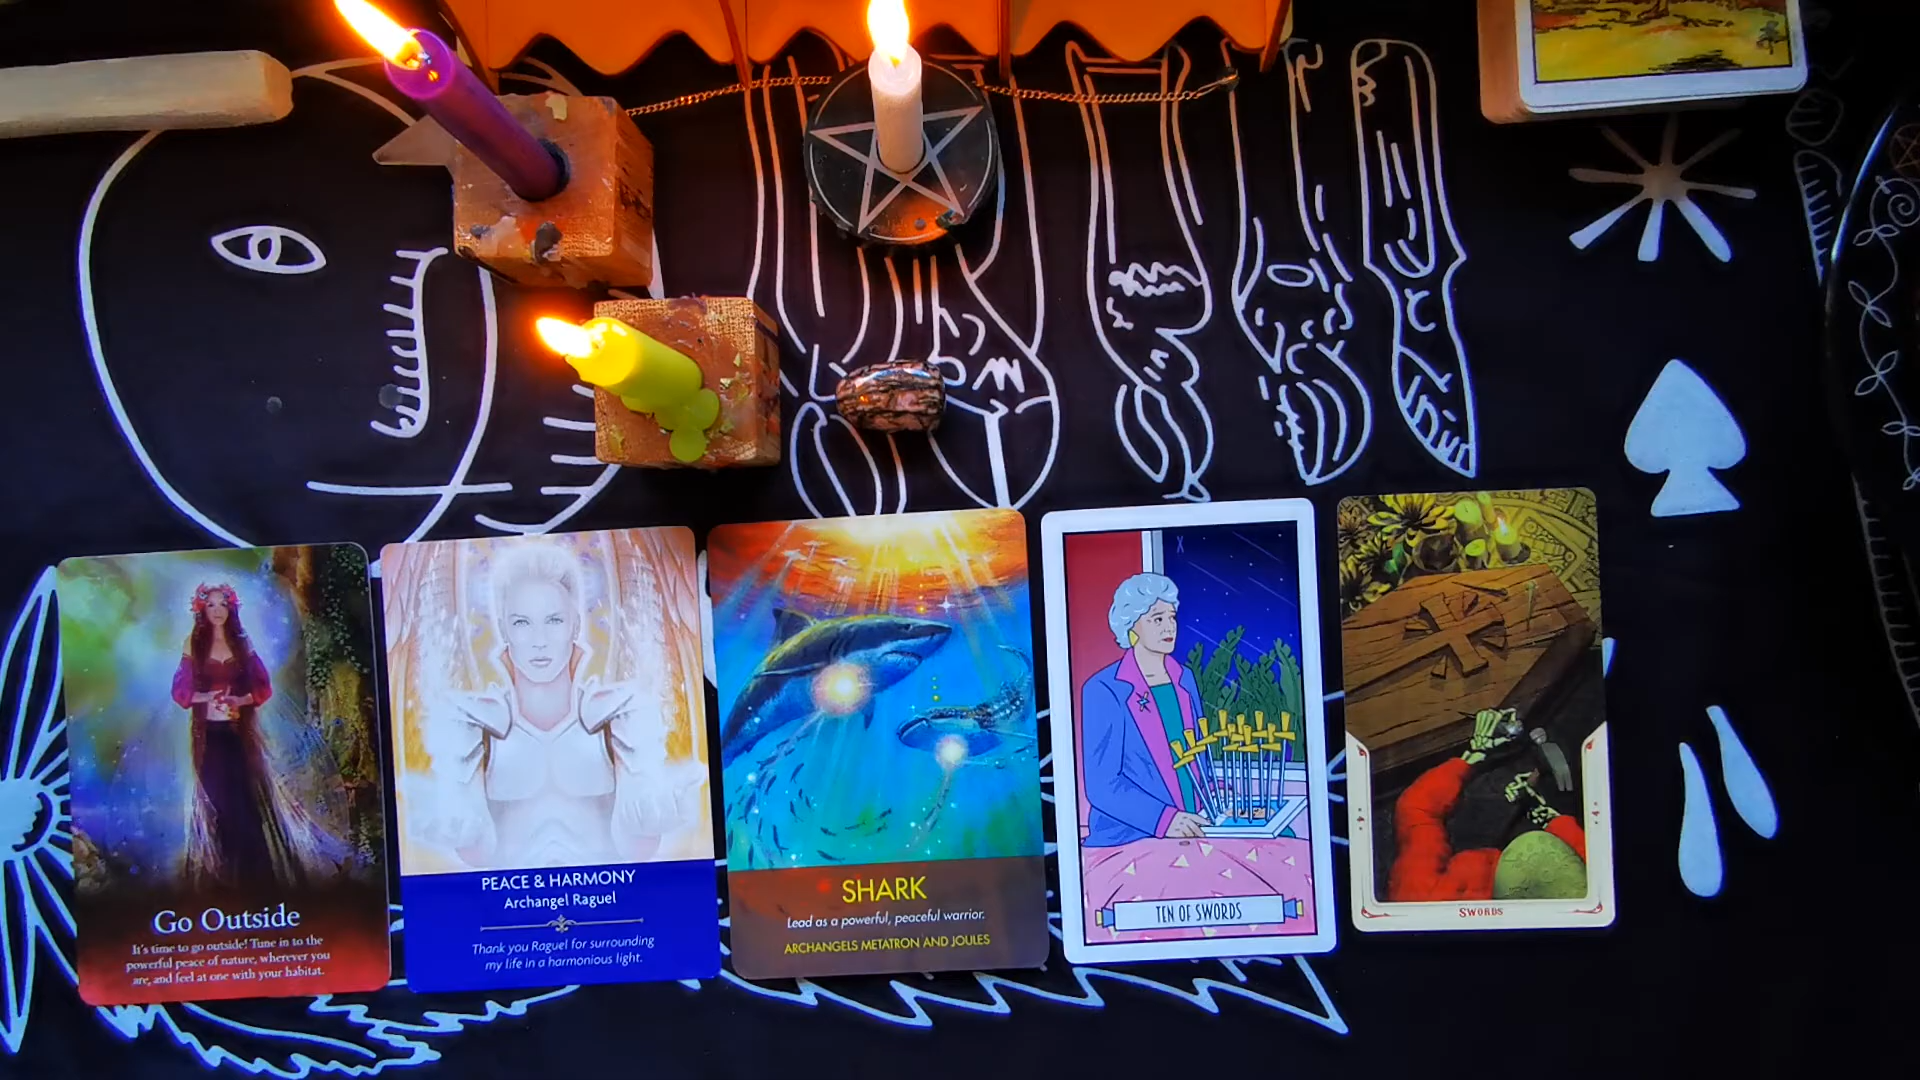 Go Outside
It's time to go outside! Tune in to the
powerful peace of nature, wherever you
are, and feel at one with your habitat.
PEACE & HARMONY
Archangel Raguel
Thank you Raguel for surrounding
my life in a harmonious light.
SHARK
Lead as a powerful, peaceful warrior.
ARCHANGELS METATRON AND JOULES
X
TEN OF SWORDS
4
4
SWORDS